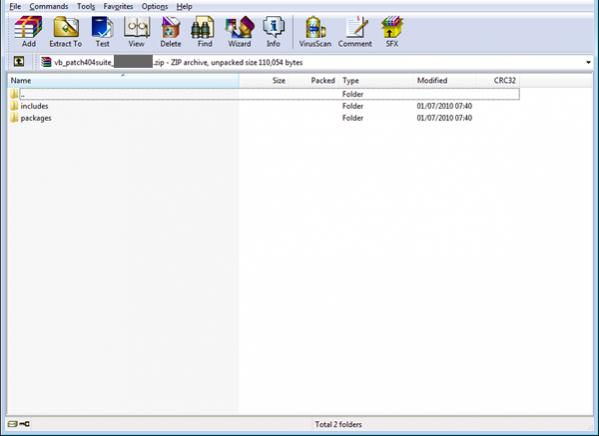 File Commands Tools Favorites Options Help
Add Extract To Test View Delete Find Wizard Info VirusScan Comment SFX
vb_patch404suite_ .zip - ZIP archive, unpacked size 110,054 bytes
Name Size Packed Type Modified CRC32
.. Folder
includes Folder 01/07/2010 07:40
packages Folder 01/07/2010 07:40
Total 2 folders